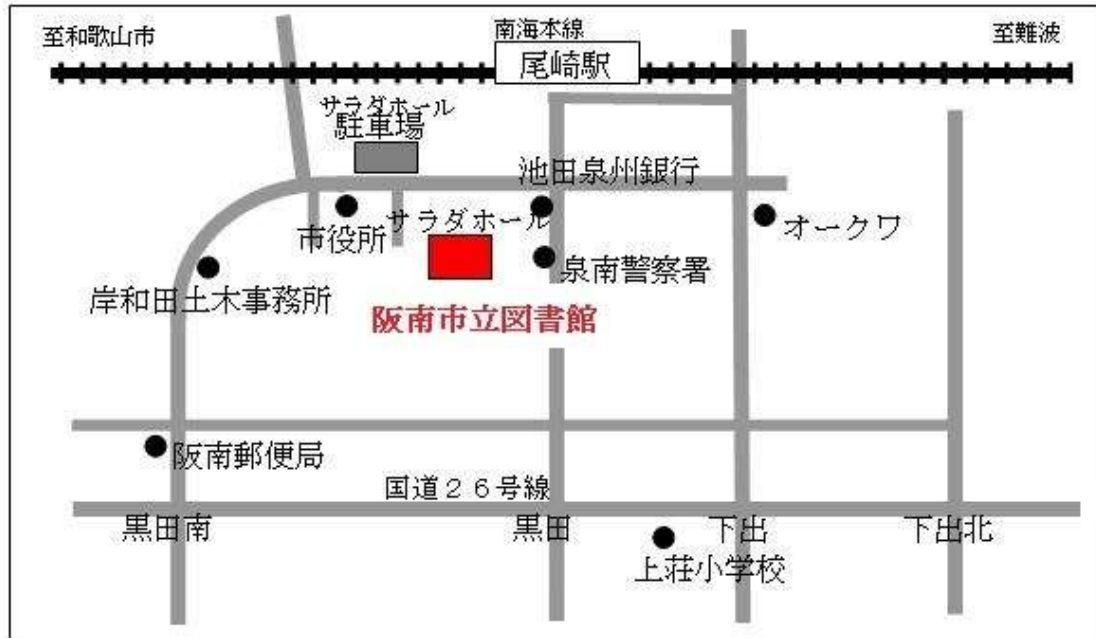 南海本線
至和歌山市
至難波
尾崎駅
サラダホール
駐車場
池田泉州銀行
サラダホール
オークワ
市役所
泉南警察署
岸和田土木事務所
阪南市立図書館
阪南郵便局
国道２６号線
黒田南
黒田
下出
下出北
上荘小学校